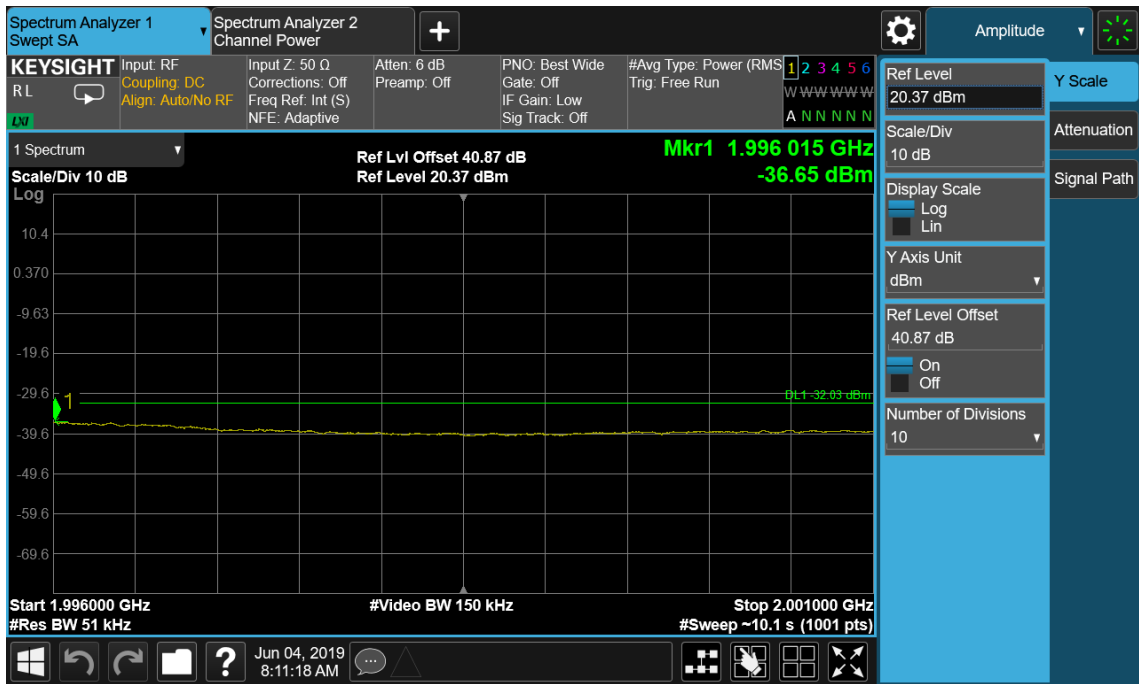 Spectrum Analyzer 1
Swept SA
Spectrum Analyzer 2
Channel Power
Amplitude
KEYSIGHT
R L
LXI
Input: RF
Coupling: DC
Align: Auto/No RF
Input Z: 50 Ω
Corrections: Off
Freq Ref: Int (S)
NFE: Adaptive
Atten: 6 dB
Preamp: Off
PNO: Best Wide
Gate: Off
IF Gain: Low
Sig Track: Off
#Avg Type: Power (RMS
Trig: Free Run
1 2 3 4 5 6
W W W W W W
A N N N N N
1 Spectrum
Scale/Div 10 dB
Ref Lvl Offset 40.87 dB
Ref Level 20.37 dBm
Mkr1 1.996 015 GHz
-36.65 dBm
Log
10.4
0.370
-9.63
-19.6
-29.6
-39.6
-49.6
-59.6
-69.6
1
DL1 -32.03 dBm
Start 1.996000 GHz
#Res BW 51 kHz
#Video BW 150 kHz
Stop 2.001000 GHz
#Sweep ~10.1 s (1001 pts)
Ref Level
20.37 dBm
Scale/Div
10 dB
Display Scale
Log
Lin
Y Axis Unit
dBm
Ref Level Offset
40.87 dB
On
Off
Number of Divisions
10
Y Scale
Attenuation
Signal Path
?
Jun 04, 2019
8:11:18 AM